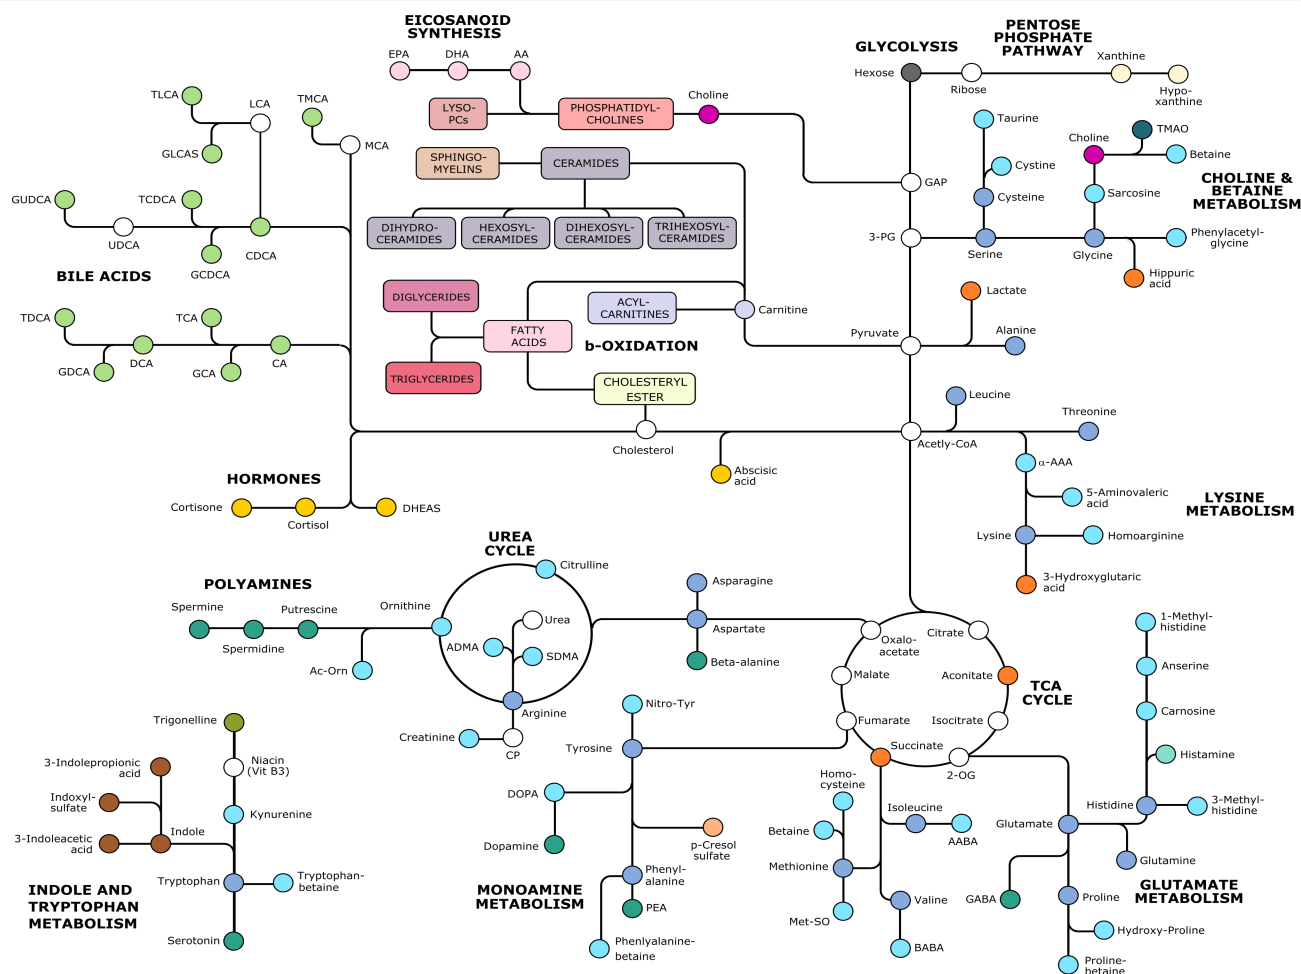 EICOSANOID
SYNTHESIS
EPA
DHA
AA
LYSO-
PCs
PHOSPHATIDYL-
CHOLINES
Choline
SPHINGO-
MYELINS
CERAMIDES
DIHYDRO-
CERAMIDES
HEXOSYL-
CERAMIDES
DIHEXOSYL-
CERAMIDES
TRIHEXOSYL-
CERAMIDES
DIGLYCERIDES
TRIGLYCERIDES
FATTY
ACIDS
ACYL-
CARNITINES
Carnitine
b-OXIDATION
CHOLESTERYL
ESTER
Cholesterol
Abscisic
acid
TLCA
GLCAS
LCA
TMCA
MCA
GUDCA
UDCA
TCDCA
GCDCA
CDCA
BILE ACIDS
TDCA
GDCA
DCA
TCA
GCA
CA
HORMONES
Cortisone
Cortisol
DHEAS
GLYCOLYSIS
Hexose
PENTOSE
PHOSPHATE
PATHWAY
Ribose
Xanthine
Hypo-
xanthine
GAP
3-PG
Pyruvate
Acetly-CoA
Taurine
Cystine
Cysteine
Serine
Choline
TMAO
Betaine
Sarcosine
Glycine
Phenylacetyl-
glycine
Hippuric
acid
CHOLINE &
BETAINE
METABOLISM
Lactate
Alanine
Leucine
Threonine
α-AAA
5-Aminovaleric
acid
Lysine
Homoarginine
3-Hydroxyglutaric
acid
LYSINE
METABOLISM
POLYAMINES
Spermine
Spermidine
Putrescine
Ac-Orn
Ornithine
UREA
CYCLE
Citrulline
Urea
ADMA
SDMA
Arginine
Creatinine
CP
Asparagine
Aspartate
Beta-alanine
Oxalo-
acetate
Citrate
Malate
Aconitate
Fumarate
Isocitrate
Succinate
2-OG
TCA
CYCLE
1-Methyl-
histidine
Anserine
Carnosine
Histamine
Histidine
3-Methyl-
histidine
Glutamate
Glutamine
GABA
GLUTAMATE
METABOLISM
Proline
Hydroxy-Proline
Proline-
betaine
Trigonelline
Niacin
(Vit B3)
Kynurenine
3-Indolepropionic
acid
Indoxyl-
sulfate
3-Indoleacetic
acid
Indole
Tryptophan
Tryptophan-
betaine
Serotonin
INDOLE AND
TRYPTOPHAN
METABOLISM
Nitro-Tyr
Tyrosine
DOPA
Dopamine
p-Cresol
sulfate
Phenyl-
alanine
PEA
Phenlyalanine-
betaine
MONOAMINE
METABOLISM
Homo-
cysteine
Betaine
Methionine
Met-SO
Isoleucine
AABA
Valine
BABA